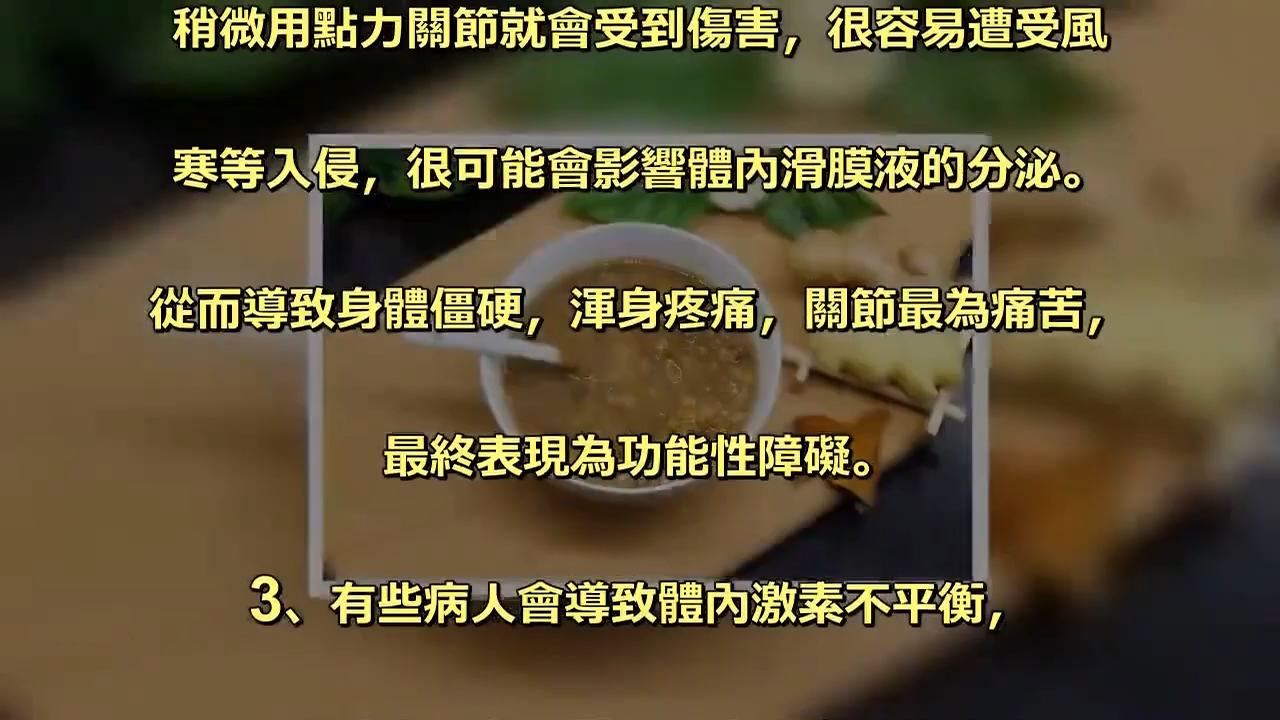 稍微用點力關節就會受到傷害，很容易遭受風
寒等入侵，很可能會影響體內滑膜液的分泌。
從而導致身體僵硬，渾身疼痛，關節最為痛苦，
最終表現為功能性障礙。
3、有些病人會導致體內激素不平衡，